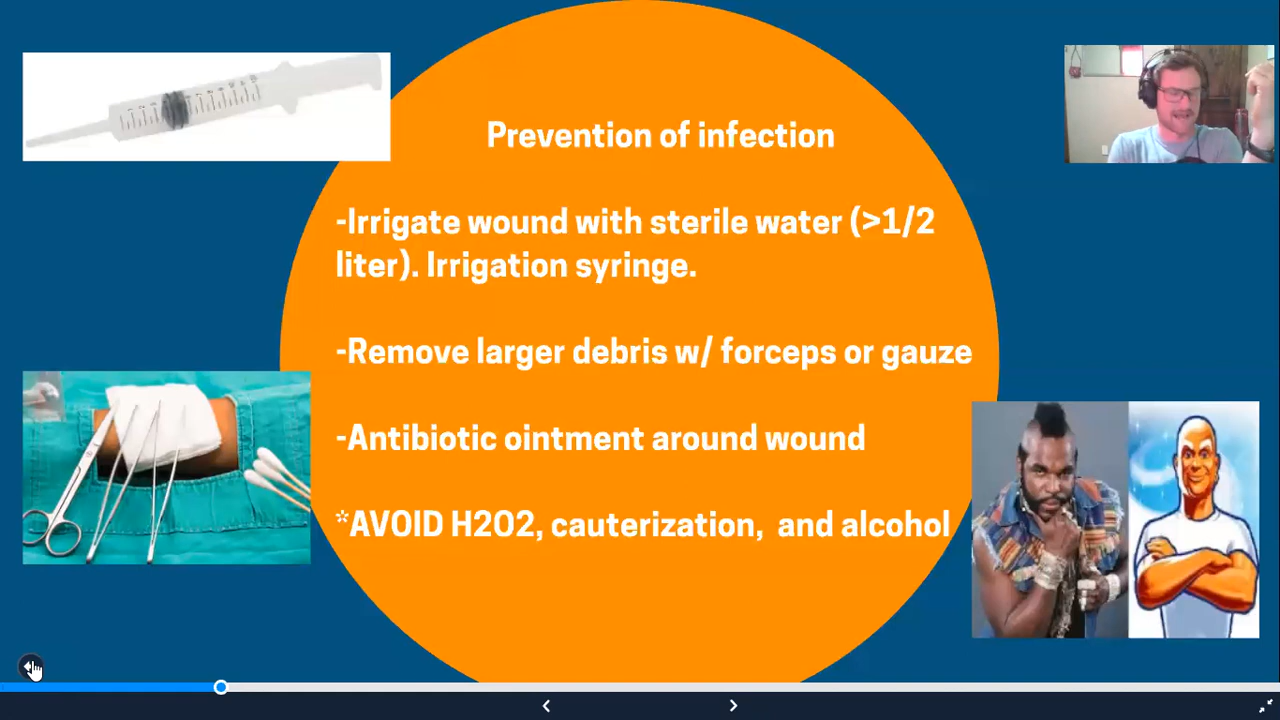 Prevention of infection
-Irrigate wound with sterile water (>1/2
liter). Irrigation syringe.
-Remove larger debris w/ forceps or gauze
-Antibiotic ointment around wound
*AVOID H2O2, cauterization, and alcohol